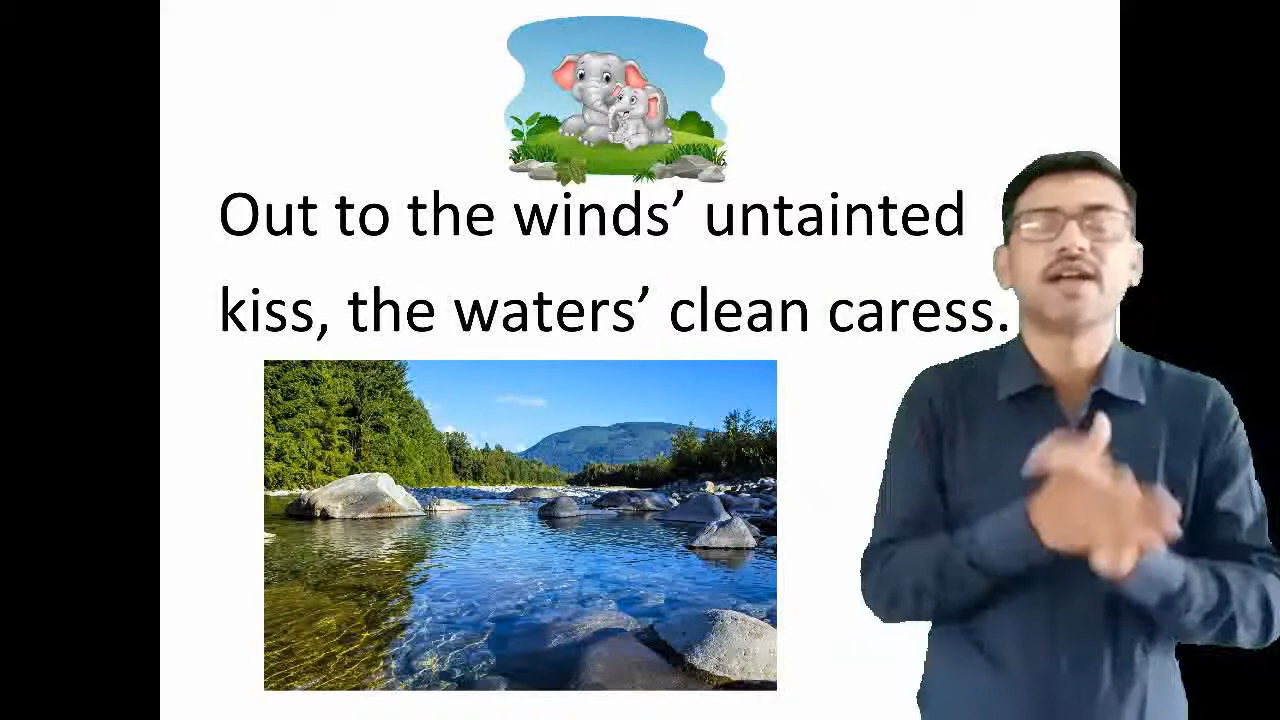 Out to the winds’ untainted
kiss, the waters’ clean caress.